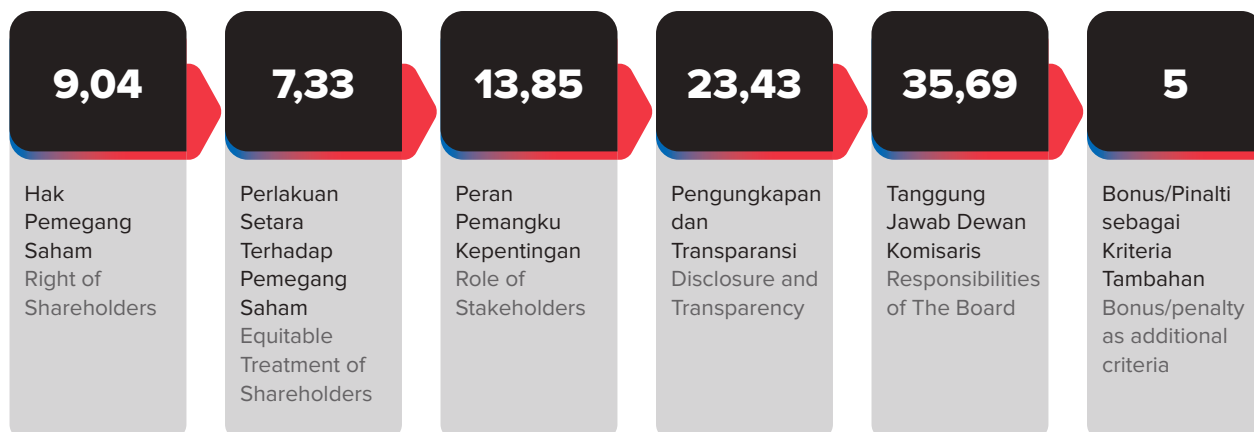 9,04
Hak
Pemegang
Saham
Right of
Shareholders
7,33
Perlakuan
Setara
Terhadap
Pemegang
Saham
Equitable
Treatment of
Shareholders
13,85
Peran
Pemangku
Kepentingan
Role of
Stakeholders
23,43
Pengungkapan
dan
Transparansi
Disclosure and
Transparency
35,69
Tanggung
Jawab Dewan
Komisaris
Responsibilities
of The Board
5
Bonus/Pinalti
sebagai
Kriteria
Tambahan
Bonus/penalty
as additional
criteria